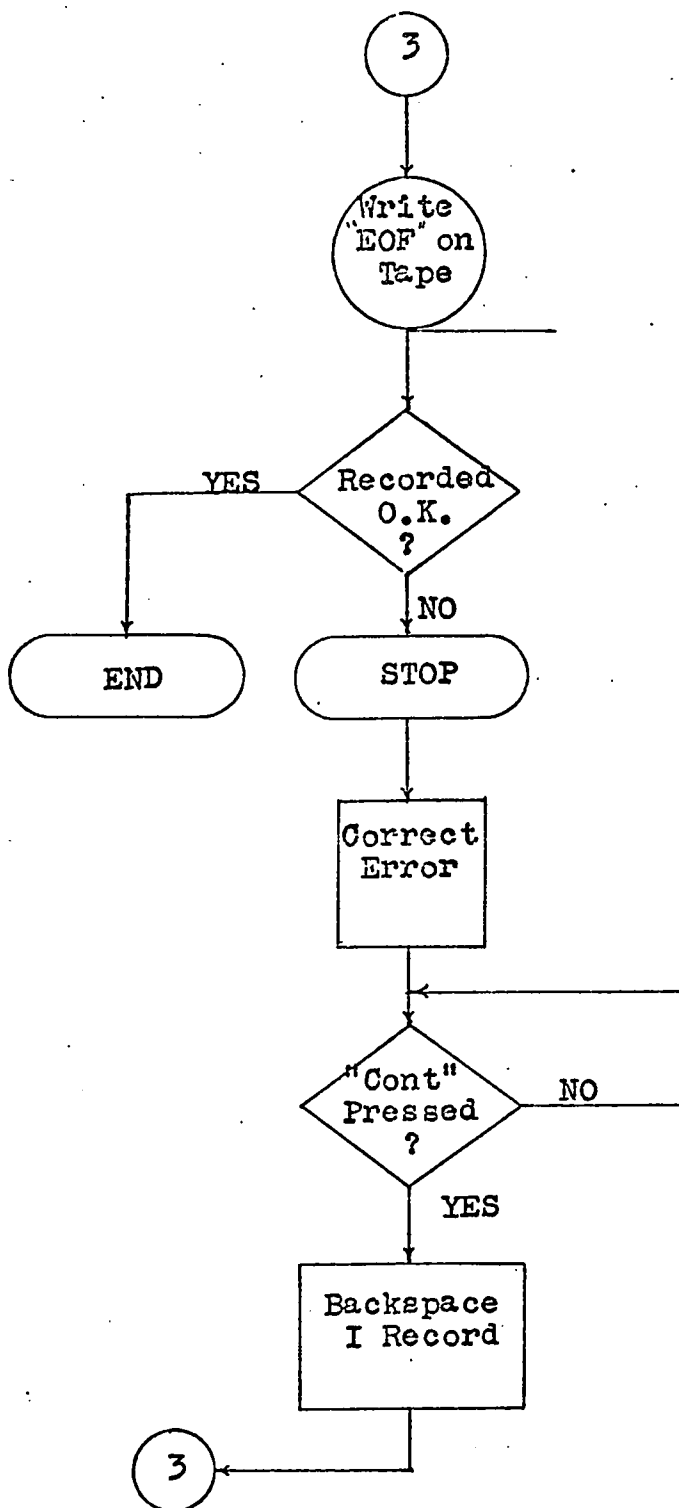 3
Write
"EOF" on
Tape
YES
Recorded
O.K.
?
NO
END
STOP
Correct
Error
"Cont"
Pressed
?
NO
YES
Backspace
I Record
3